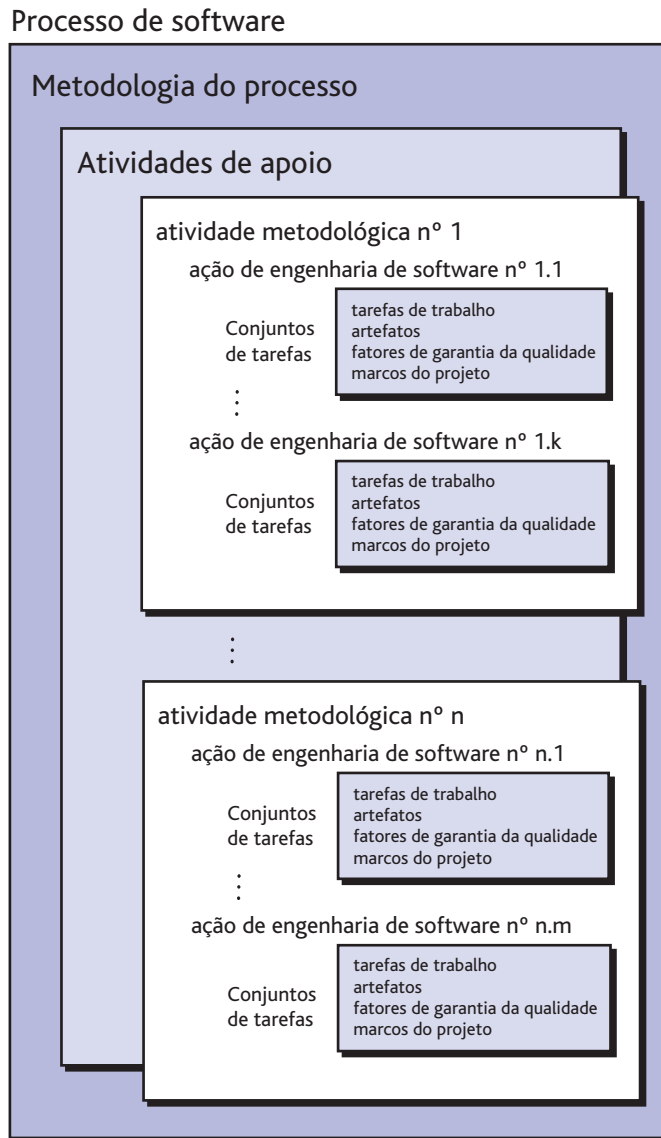 Processo de software
Metodologia do processo
Atividades de apoio
atividade metodológica nº 1
ação de engenharia de software nº 1.1
Conjuntos
de tarefas
tarefas de trabalho
artefatos
fatores de garantia da qualidade
marcos do projeto
ação de engenharia de software nº 1.k
Conjuntos
de tarefas
tarefas de trabalho
artefatos
fatores de garantia da qualidade
marcos do projeto
atividade metodológica nº n
ação de engenharia de software nº n.1
Conjuntos
de tarefas
tarefas de trabalho
artefatos
fatores de garantia da qualidade
marcos do projeto
ação de engenharia de software nº n.m
Conjuntos
de tarefas
tarefas de trabalho
artefatos
fatores de garantia da qualidade
marcos do projeto